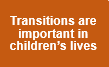 Transitions are
important in
children's lives